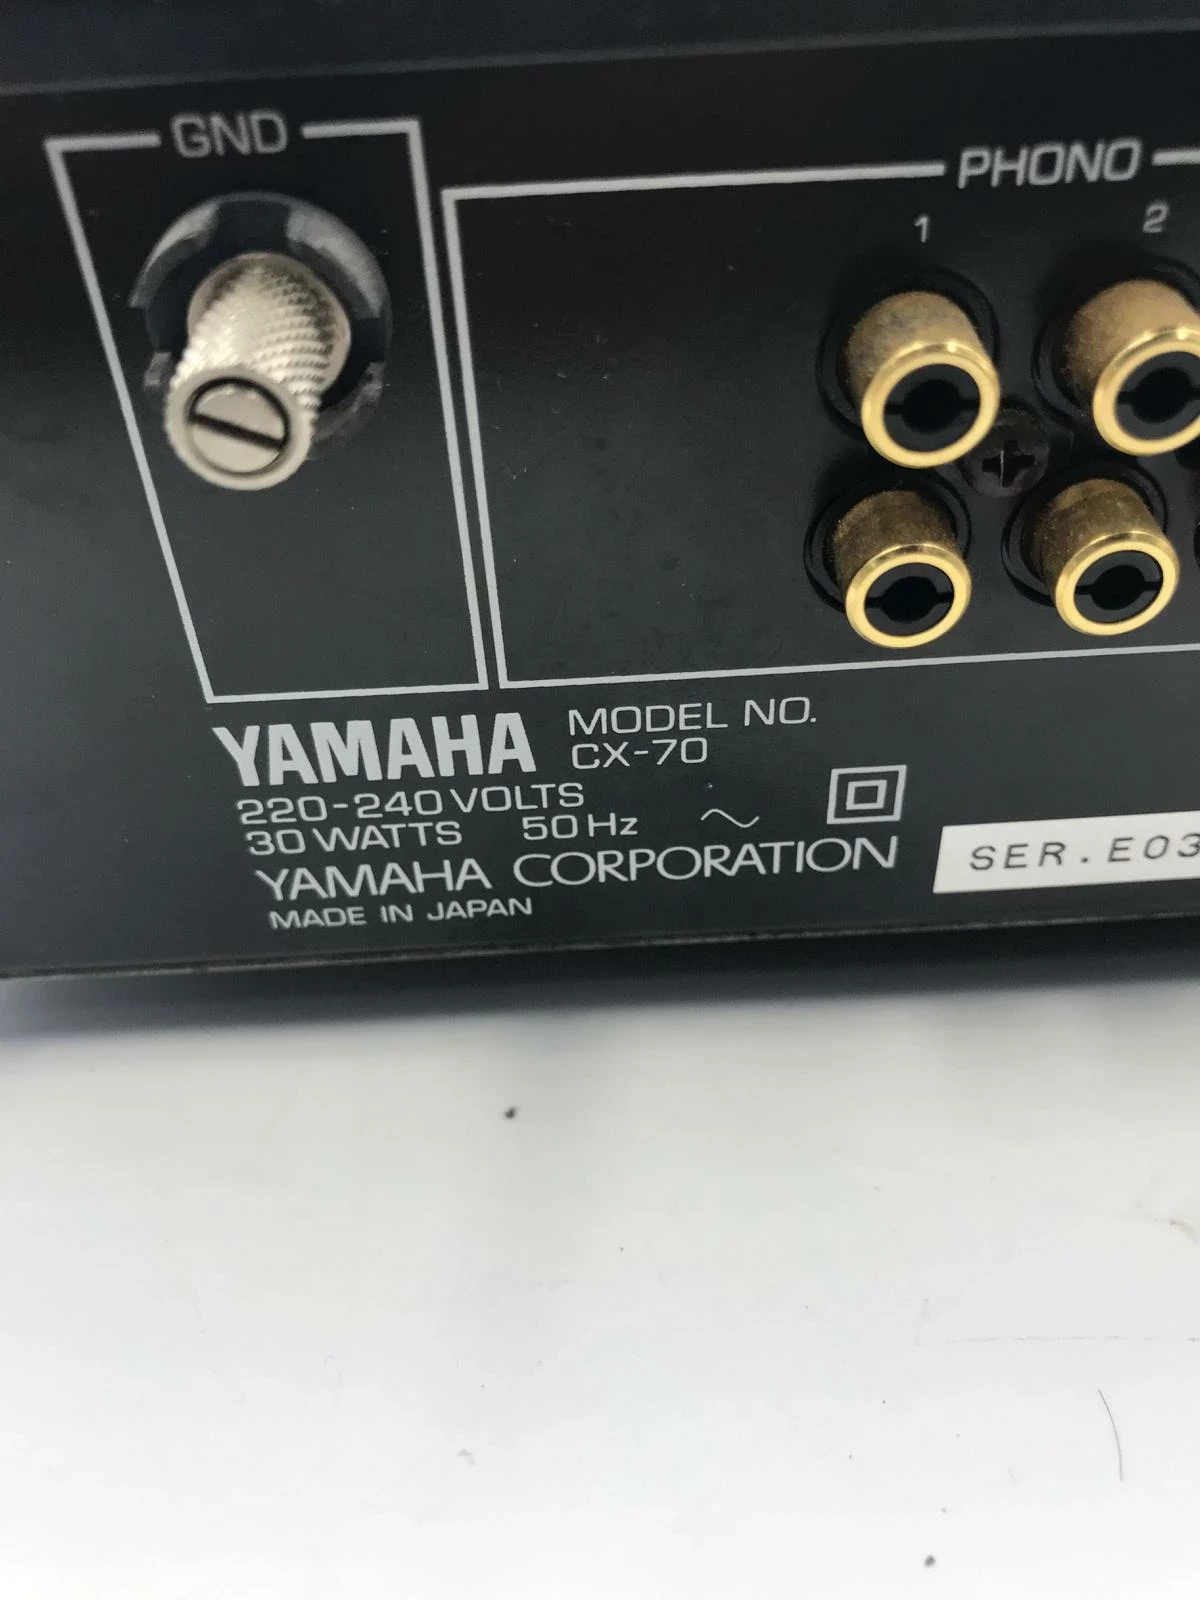 GND
PHONO
1 2
YAMAHA MODEL NO.
CX-70
220-240 VOLTS
30 WATTS 50 Hz ~
YAMAHA CORPORATION
MADE IN JAPAN
SER. E03